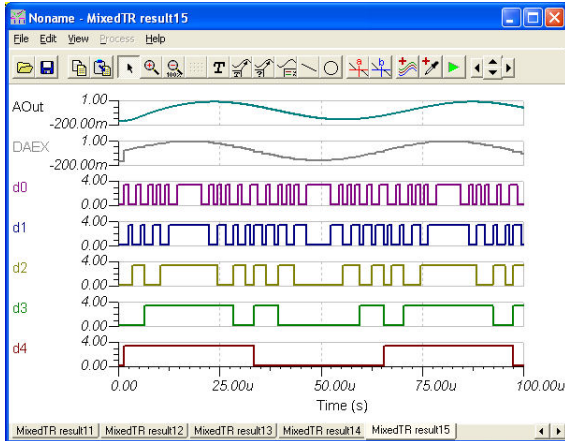 Noname - MixedTR result15
File Edit View Process Help
100% T a b
AOut 1.00
-200.00m
DAEX 1.00
-200.00m
d0 4.00
0.00
d1 4.00
0.00
d2 4.00
0.00
d3 4.00
0.00
d4 4.00
0.00
0.00 25.00u 50.00u 75.00u 100.00u
Time (s)
MixedTR result11 MixedTR result12 MixedTR result13 MixedTR result14 MixedTR result15